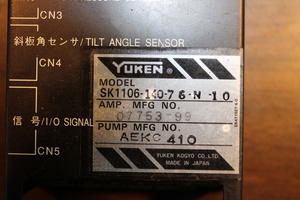 CN3
斜板角センサ/TILT ANGLE SENSOR
CN4
信号/I/O SIGNAL
CN5
YUKEN
MODEL
SK1106-140-76-N-10
AMP. MFG NO.
07753-99
PUMP MFG NO.
AEKC 410
YUKEN KOGYO CO.,LTD.
MADE IN JAPAN